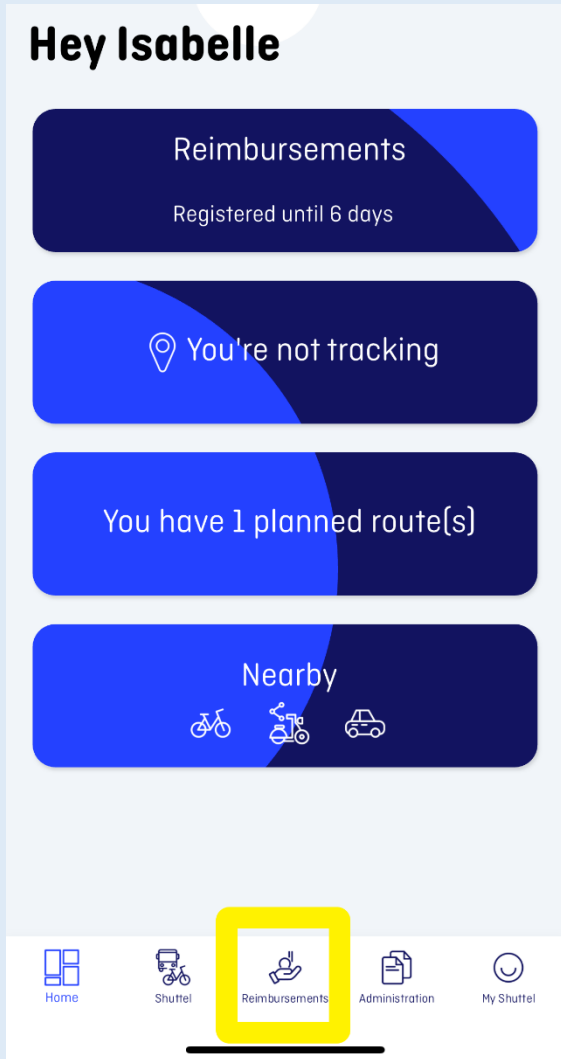 Hey Isabelle
Reimbursements
Registered until 6 days
You're not tracking
You have 1 planned route(s)
Nearby
Home
Shuttel
Reimbursements
Administration
My Shuttel